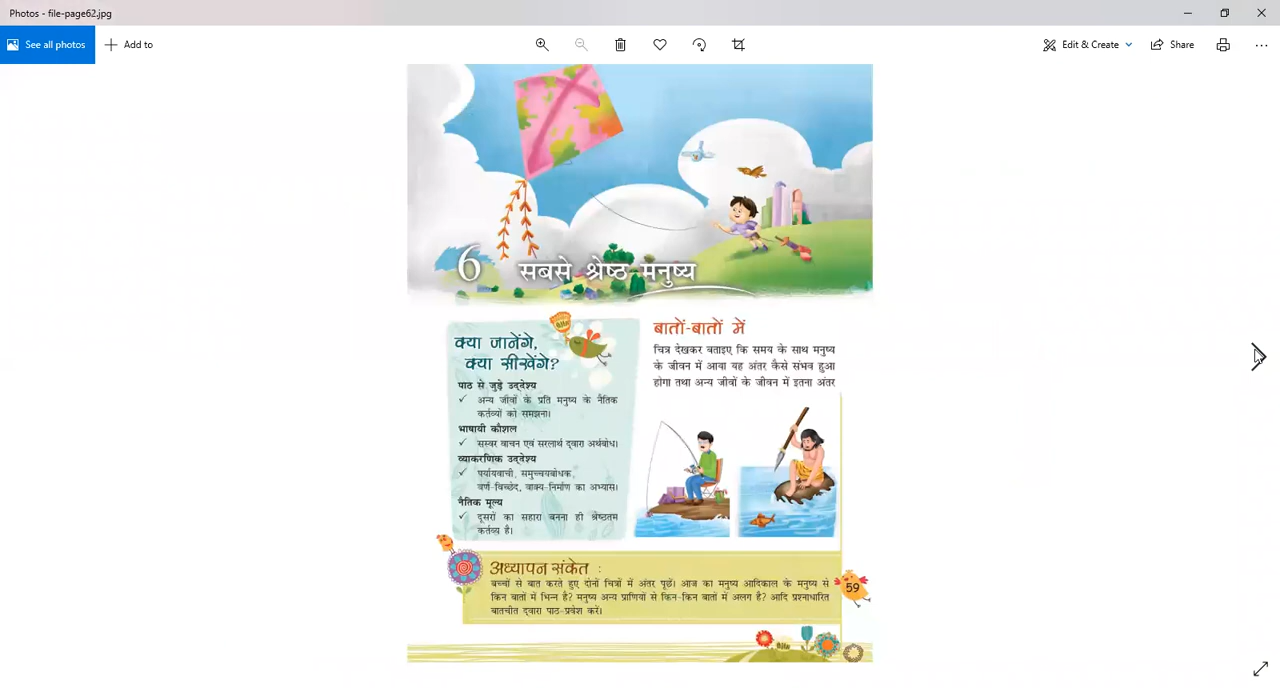 Photos - file-page62.jpg
See all photos
Add to
Edit & Create
Share
6 सबसे श्रेष्ठ मनुष्य
क्या जानेंगे,
क्या सीखेंगे?
पाठ से जुड़े उद्देश्य
✓ अन्य जीवों के प्रति मनुष्य के नैतिक
कर्तव्यों को समझना।
भाषायी कौशल
✓ सस्वर वाचन एवं सरलार्थ द्वारा अर्थबोध।
व्याकरणिक उद्देश्य
✓ पर्यायवाची, समुच्चयबोधक,
वर्ण-विच्छेद, वाक्य-निर्माण का अभ्यास।
नैतिक मूल्य
✓ दूसरों का सहारा बनना ही श्रेष्ठतम
कर्तव्य है।
बातों-बातों में
चित्र देखकर बताइए कि समय के साथ मनुष्य
के जीवन में आया यह अंतर कैसे संभव हुआ
होगा तथा अन्य जीवों के जीवन में इतना अंतर
अध्यापन संकेत :
बच्चों से बात करते हुए दोनों चित्रों में अंतर पूछें। आज का मनुष्य आदिकाल के मनुष्य से
किन बातों में भिन्न है? मनुष्य अन्य प्राणियों से किन-किन बातों में अलग है? आदि प्रश्नाधारित
बातचीत द्वारा पाठ-प्रवेश करें।
59